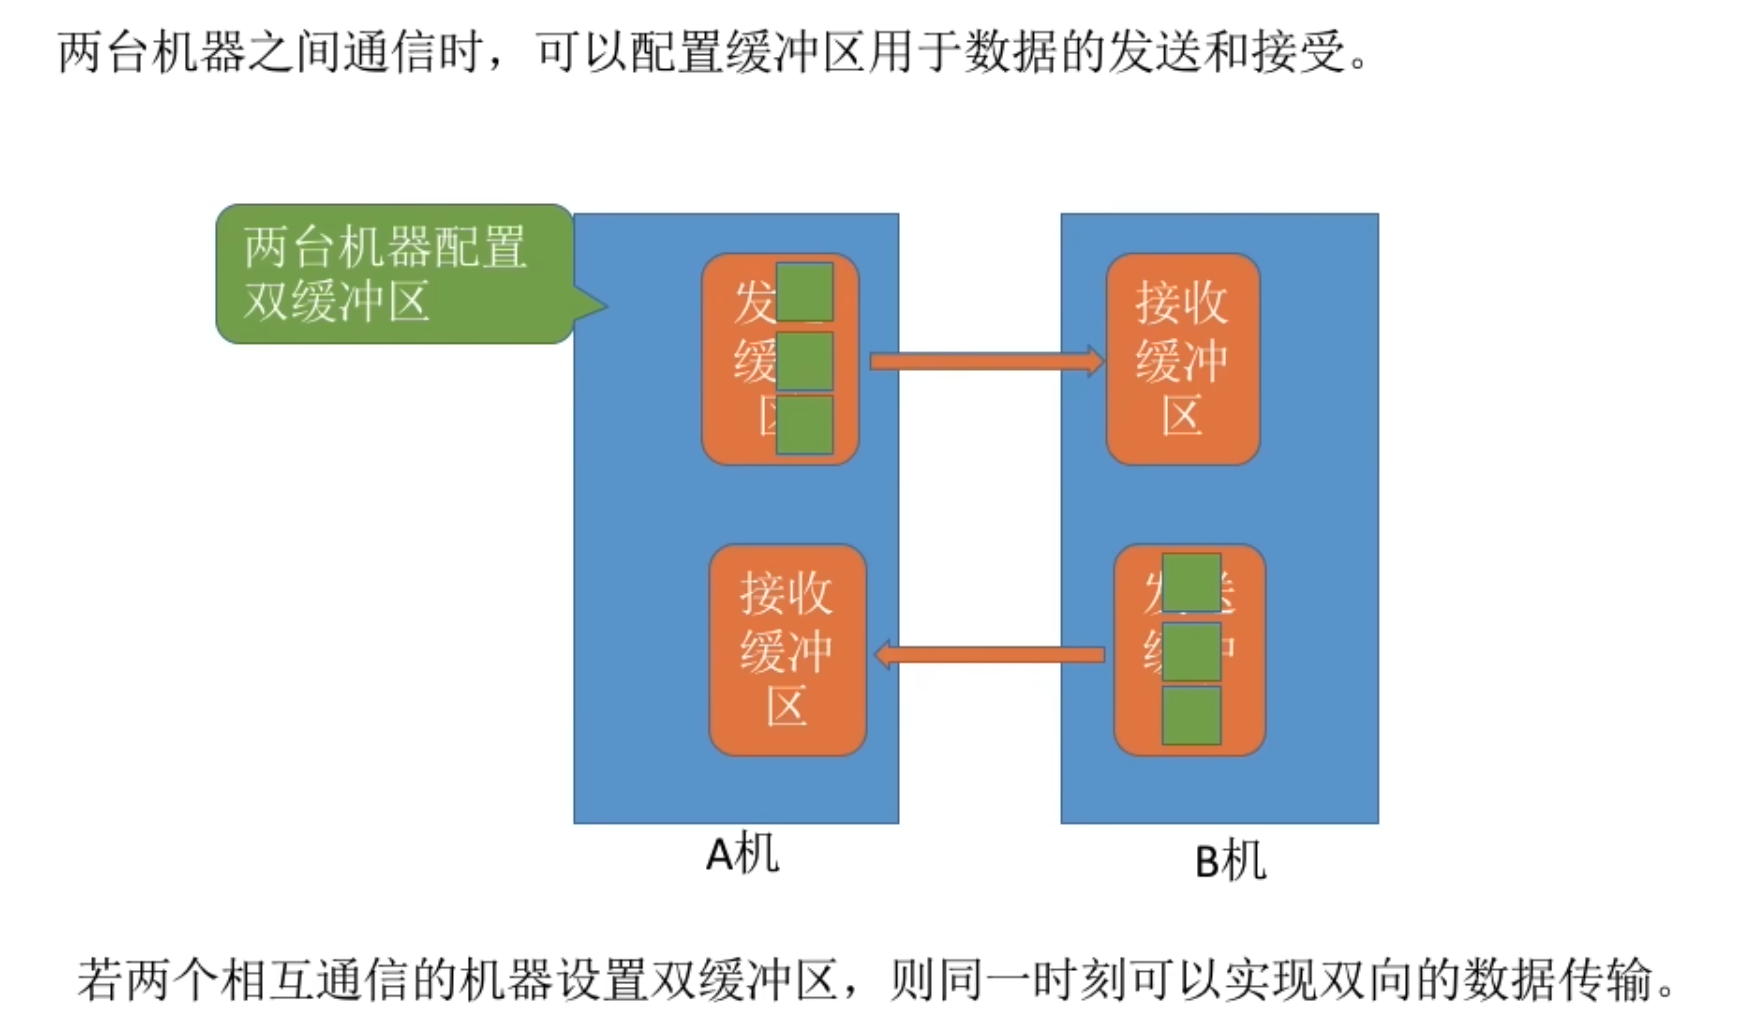 两台机器之间通信时，可以配置缓冲区用于数据的发送和接受。
两台机器配置
双缓冲区
发
缓
区
接收
缓冲
区
接收
缓冲
区
发送
缓冲
A机
B机
若两个相互通信的机器设置双缓冲区，则同一时刻可以实现双向的数据传输。